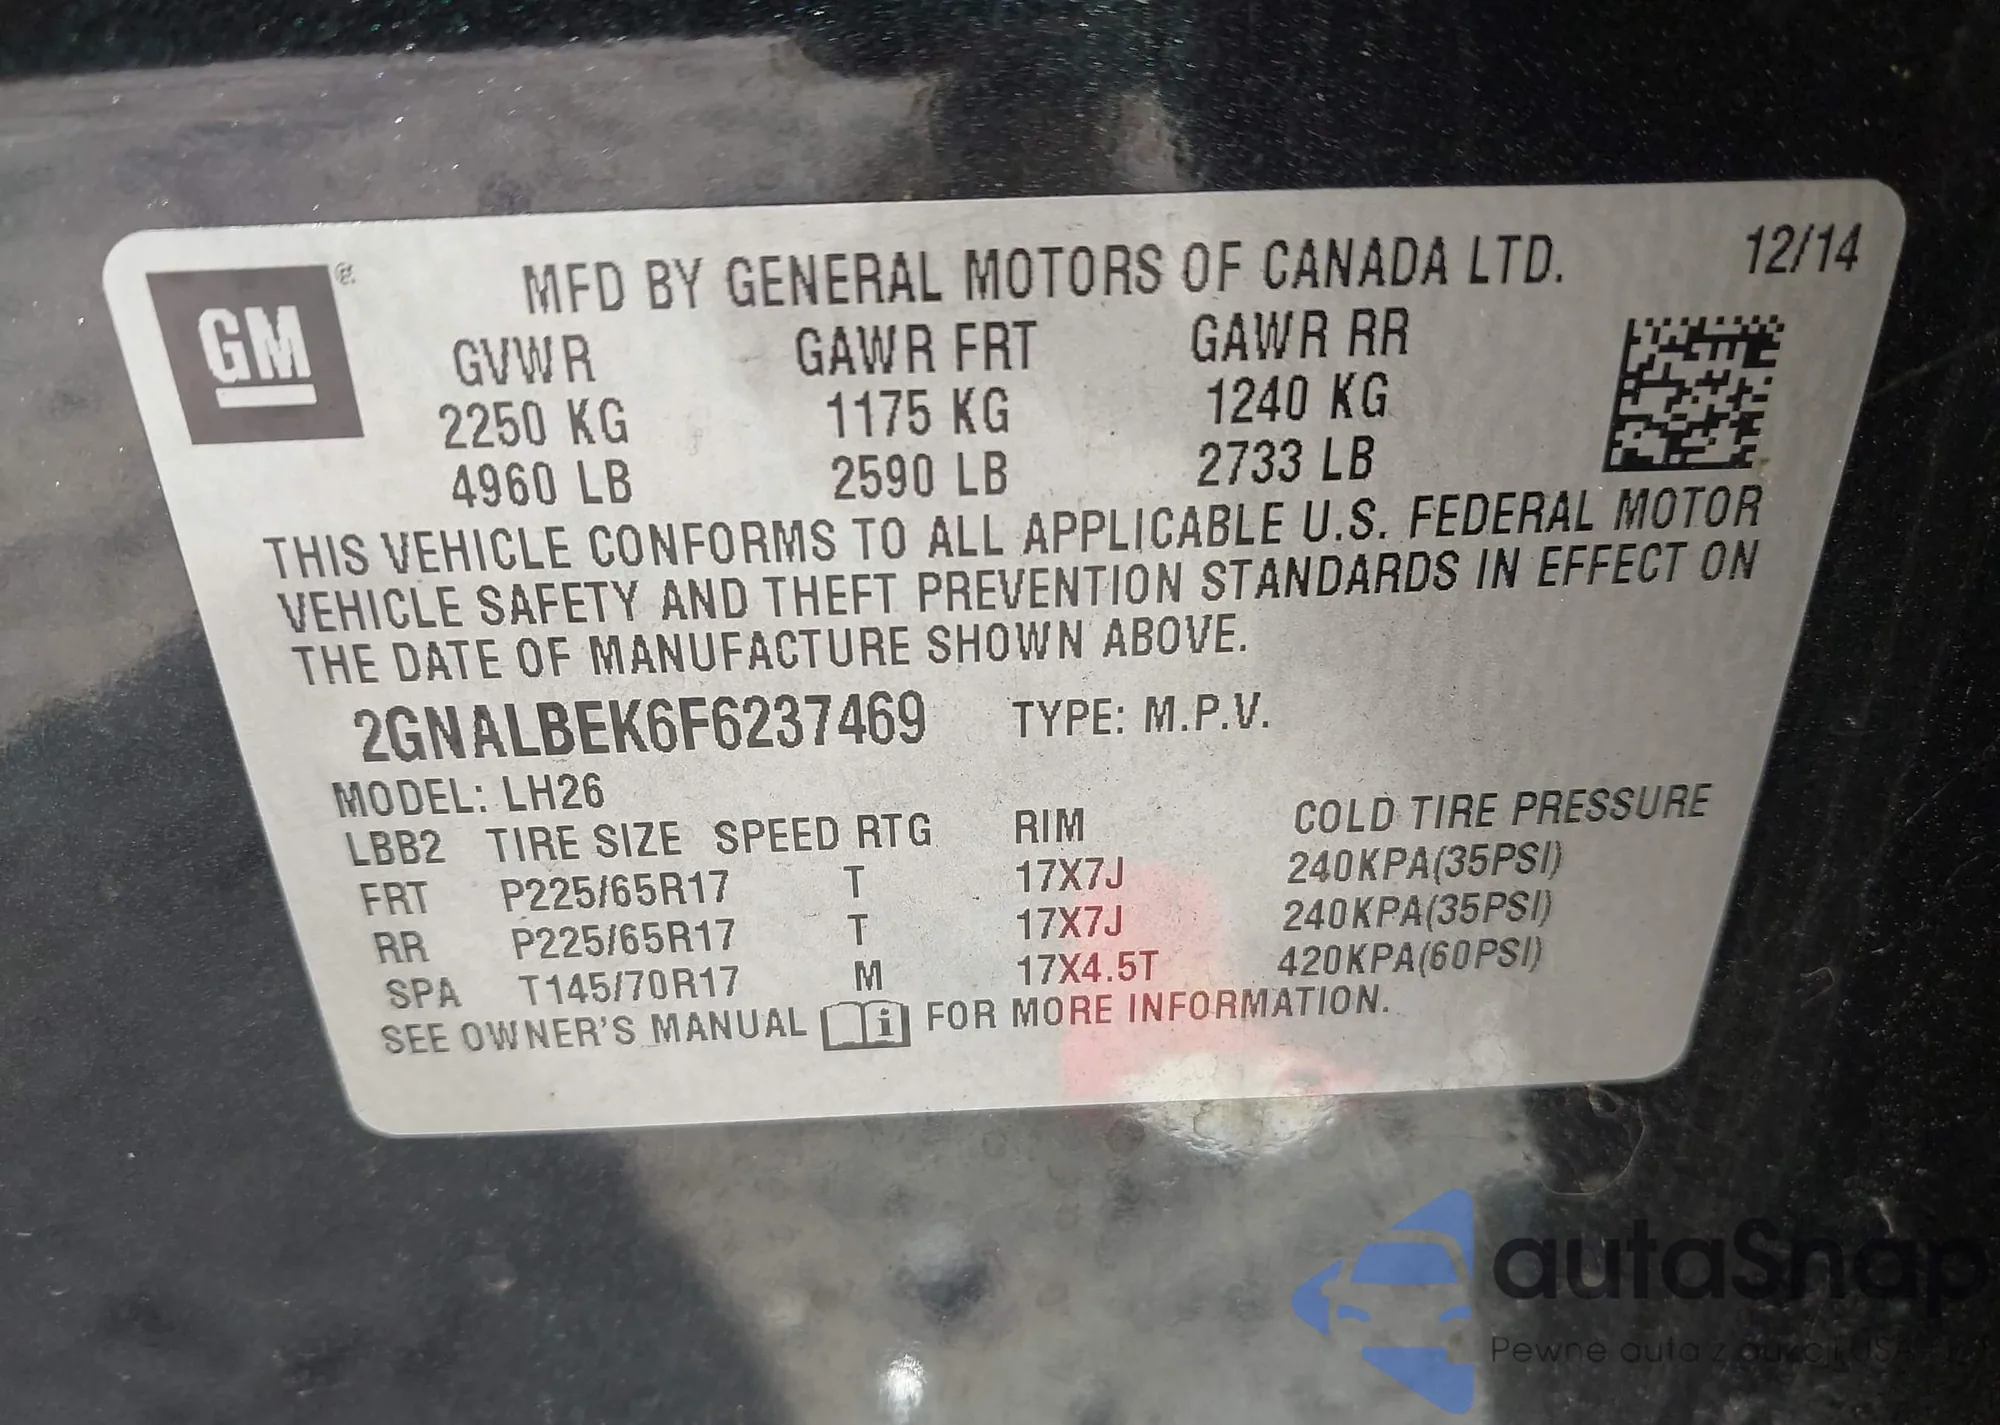 GM ®
MFD BY GENERAL MOTORS OF CANADA LTD. 12/14
GVWR GAWR FRT GAWR RR
2250 KG 1175 KG 1240 KG
4960 LB 2590 LB 2733 LB
THIS VEHICLE CONFORMS TO ALL APPLICABLE U.S. FEDERAL MOTOR
VEHICLE SAFETY AND THEFT PREVENTION STANDARDS IN EFFECT ON
THE DATE OF MANUFACTURE SHOWN ABOVE.
2GNALBEK6F6237469 TYPE: M.P.V.
MODEL: LH26
LBB2 TIRE SIZE SPEED RTG RIM COLD TIRE PRESSURE
FRT P225/65R17 T 17X7J 240KPA(35PSI)
RR P225/65R17 T 17X7J 240KPA(35PSI)
SPA T145/70R17 M 17X4.5T 420KPA(60PSI)
SEE OWNER'S MANUAL i FOR MORE INFORMATION.
autaSnap
Pewne auta z aukcji USA